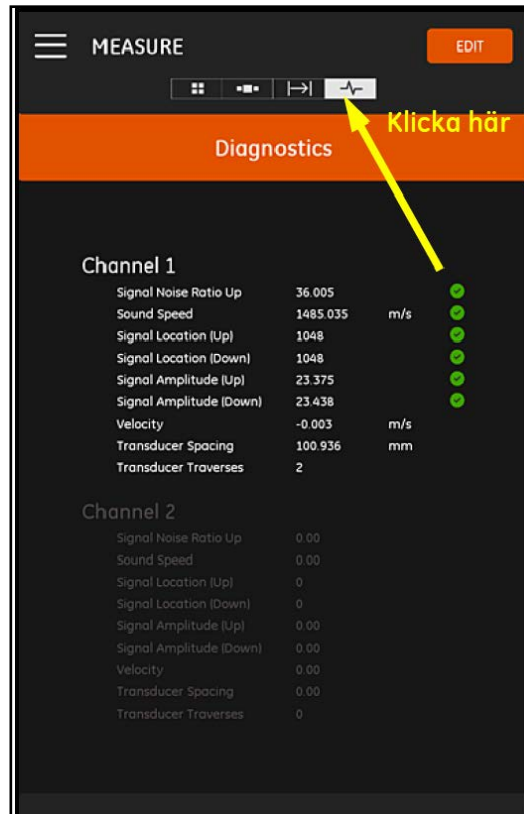 MEASURE EDIT
Klicka här
Diagnostics
Channel 1
Signal Noise Ratio Up 36.005
Sound Speed 1485.035 m/s
Signal Location (Up) 1048
Signal Location (Down) 1048
Signal Amplitude (Up) 23.375
Signal Amplitude (Down) 23.438
Velocity -0.003 m/s
Transducer Spacing 100.936 mm
Transducer Traverses 2
Channel 2
Signal Noise Ratio Up 0.00
Sound Speed 0.00
Signal Location (Up) 0
Signal Location (Down) 0
Signal Amplitude (Up) 0.00
Signal Amplitude (Down) 0.00
Velocity 0.00
Transducer Spacing 0.00
Transducer Traverses 0